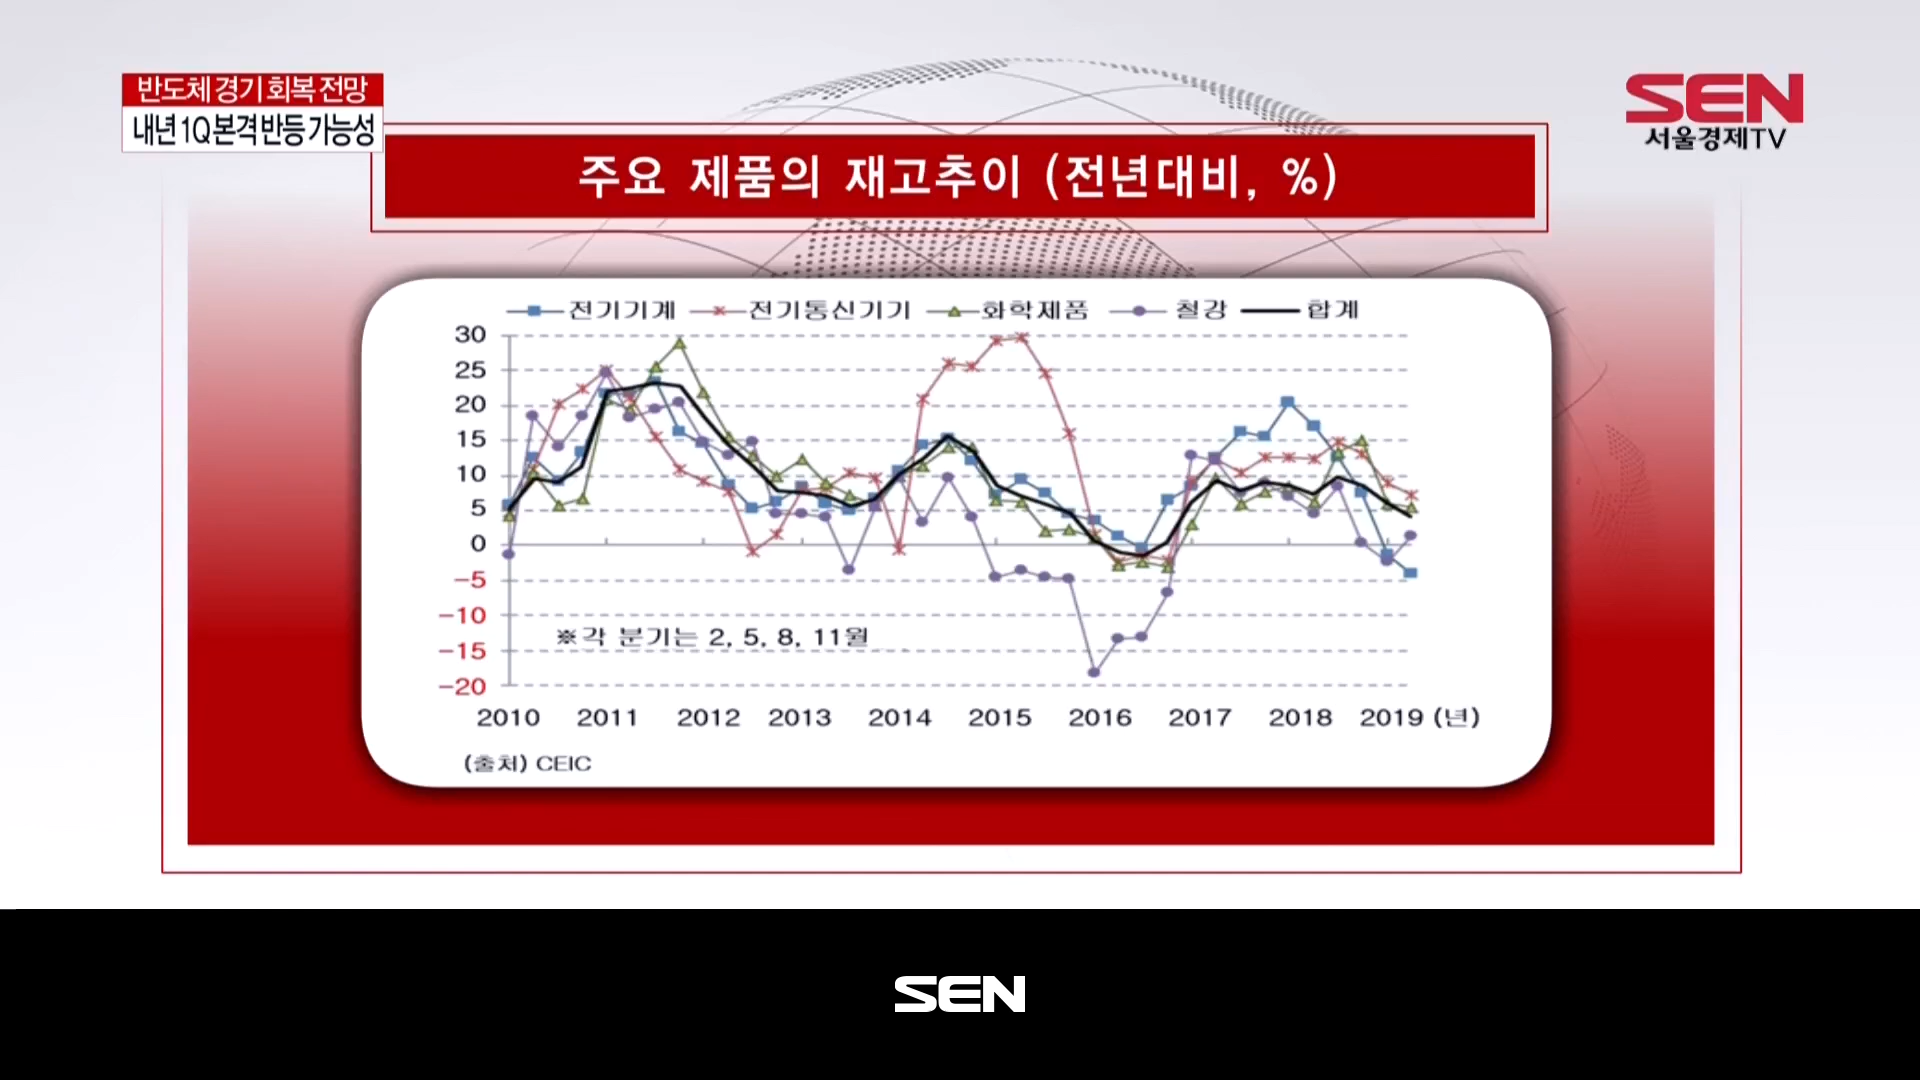 반도체 경기 회복 전망
내년 1Q 본격 반등 가능성
SEN
서울경제TV
주요 제품의 재고추이 (전년대비, %)
전기기계 전기통신기기 화학제품 철강 합계
30
25
20
15
10
5
0
-5
-10
-15
-20
※각 분기는 2, 5, 8, 11월
2010 2011 2012 2013 2014 2015 2016 2017 2018 2019 (년)
(출처) CEIC
SEN